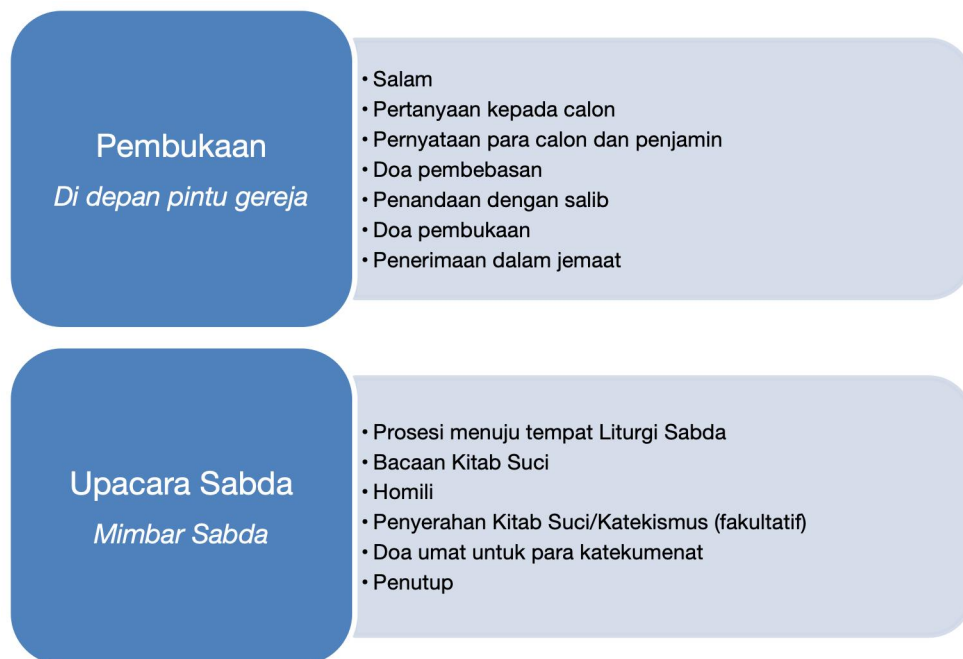 Pembukaan
Di depan pintu gereja
• Salam
• Pertanyaan kepada calon
• Pernyataan para calon dan penjamin
• Doa pembebasan
• Penandaan dengan salib
• Doa pembukaan
• Penerimaan dalam jemaat
Upacara Sabda
Mimbar Sabda
• Prosesi menuju tempat Liturgi Sabda
• Bacaan Kitab Suci
• Homili
• Penyerahan Kitab Suci/Katekismus (fakultatif)
• Doa umat untuk para katekumenat
• Penutup